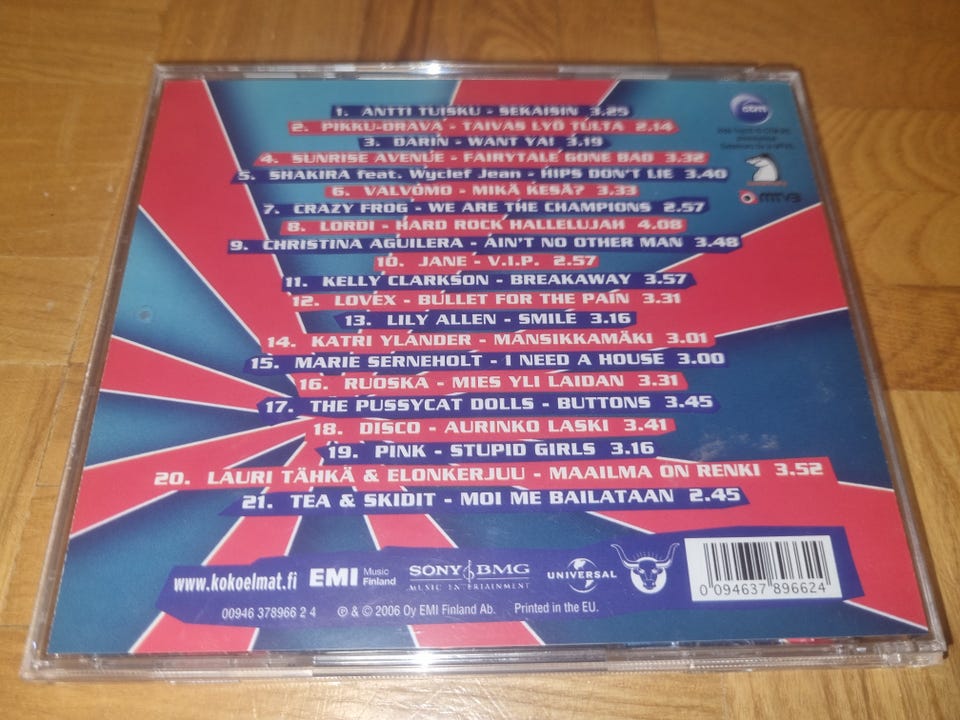 1. ANTTI TUISKU - SEKAISIN 3.25
2. PIKKU-ORAVA - TAIVAS LYÖ TULTA 2.14
3. DARIN - WANT YA! 3.19
4. SUNRISE AVENUE - FAIRYTALE GONE BAD 3.32
5. SHAKIRA feat. Wyclef Jean - HIPS DON'T LIE 3.40
6. VALVOMO - MIKÄ KESÄ? 3.33
7. CRAZY FROG - WE ARE THE CHAMPIONS 2.57
8. LORDI - HARD ROCK HALLELUJAH 4.08
9. CHRISTINA AGUILERA - AIN'T NO OTHER MAN 3.48
10. JANE - V.I.P. 2.57
11. KELLY CLARKSON - BREAKAWAY 3.57
12. LOVEX - BULLET FOR THE PAIN 3.31
13. LILY ALLEN - SMILE 3.16
14. KATRI YLANDER - MANSIKKAMÄKI 3.01
15. MARIE SERNEHOLT - I NEED A HOUSE 3.00
16. RUOSKA - MIES YLI LAIDAN 3.31
17. THE PUSSYCAT DOLLS - BUTTONS 3.45
18. DISCO - AURINKO LASKI 3.41
19. PINK - STUPID GIRLS 3.16
20. LAURI TÄHKÄ & ELONKERJUU - MAAILMA ON RENKI 3.52
21. TEA & SKIDIT - MOI ME BAILATAAN 2.45
MTV3
www.kokoelmat.fi EMI Music Finland SONY BMG MUSIC ENTERTAINMENT UNIVERSAL
0 094637 896624
00946 378966 2 4 ℗ & © 2006 Oy EMI Finland Ab. Printed in the EU.